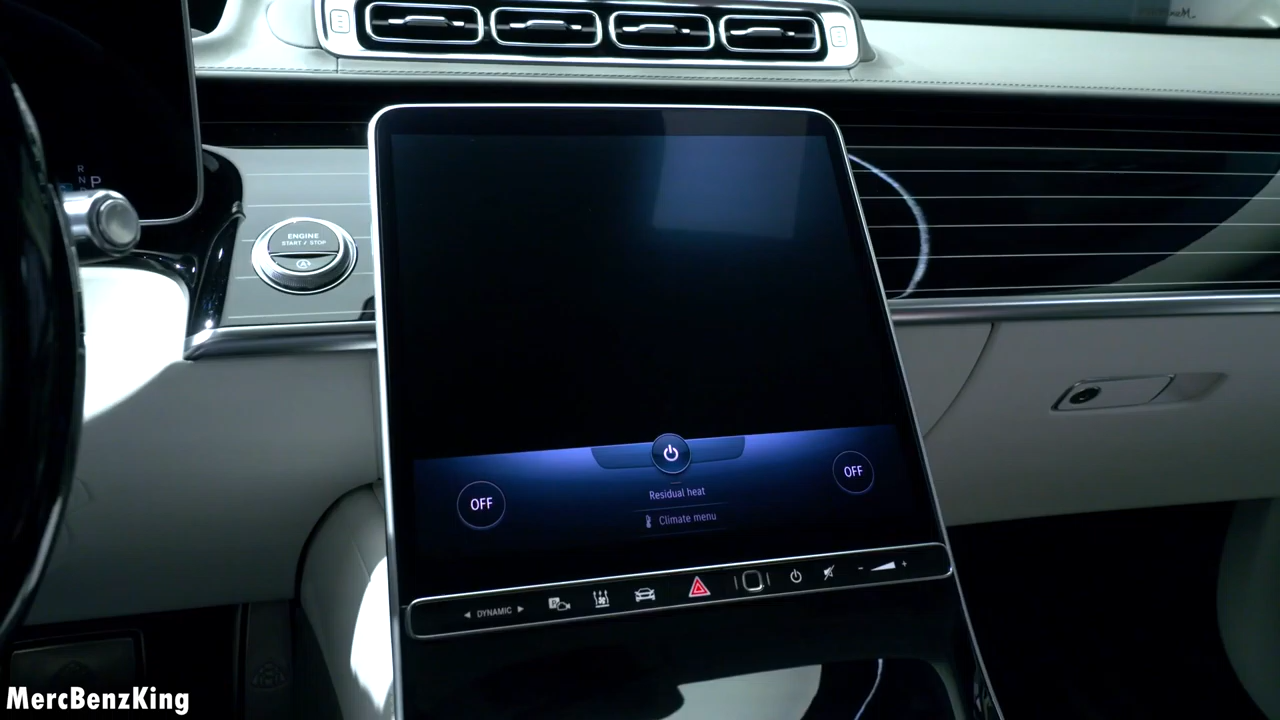 R
N
P
ENGINE
START / STOP
OFF
OFF
Residual heat
Climate menu
◄ DYNAMIC ►
P
- +
MercBenzKing